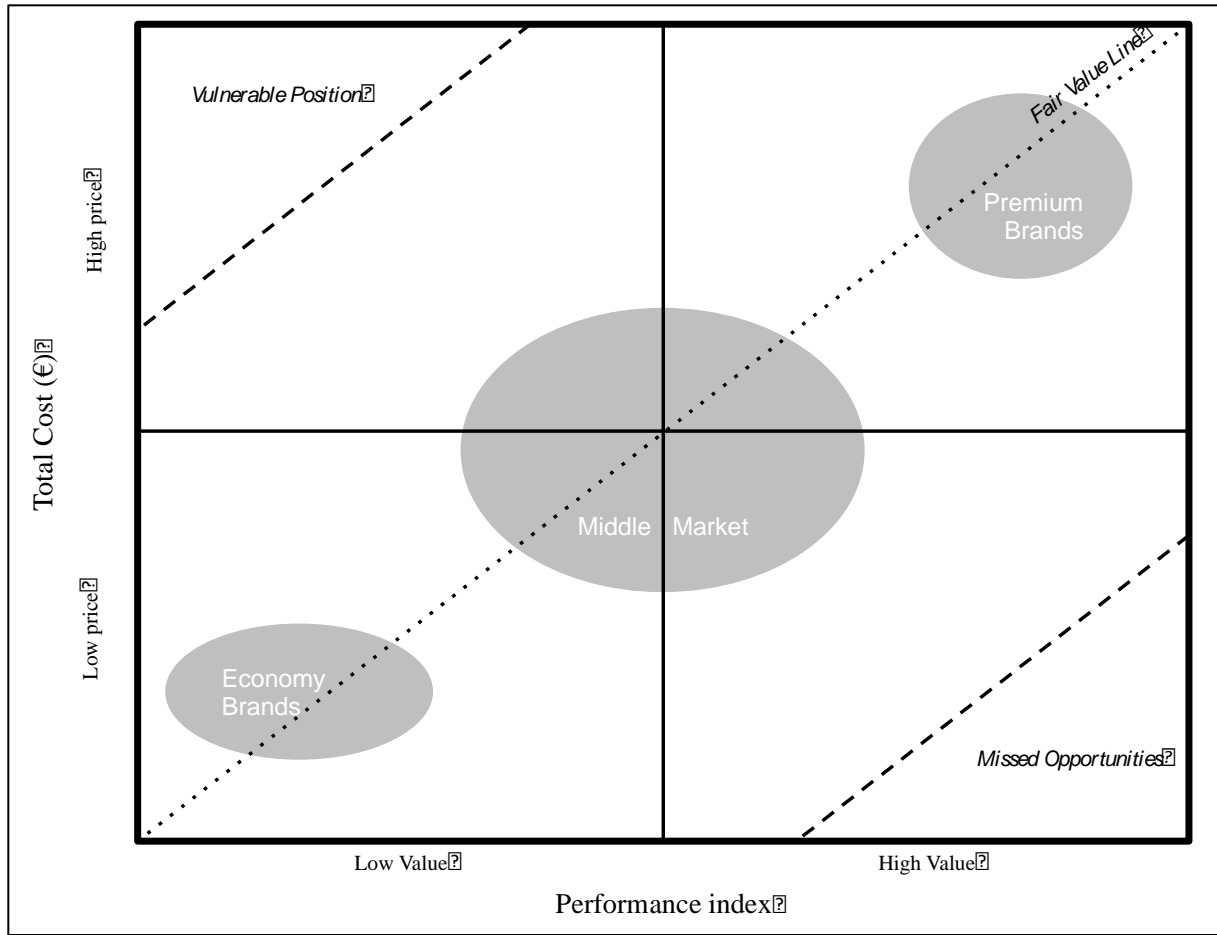 Fair Value Line
Vulnerable Position
High price
Premium
Brands
Total Cost (€)
Middle Market
Low price
Economy
Brands
Missed Opportunities
Low Value
High Value
Performance index